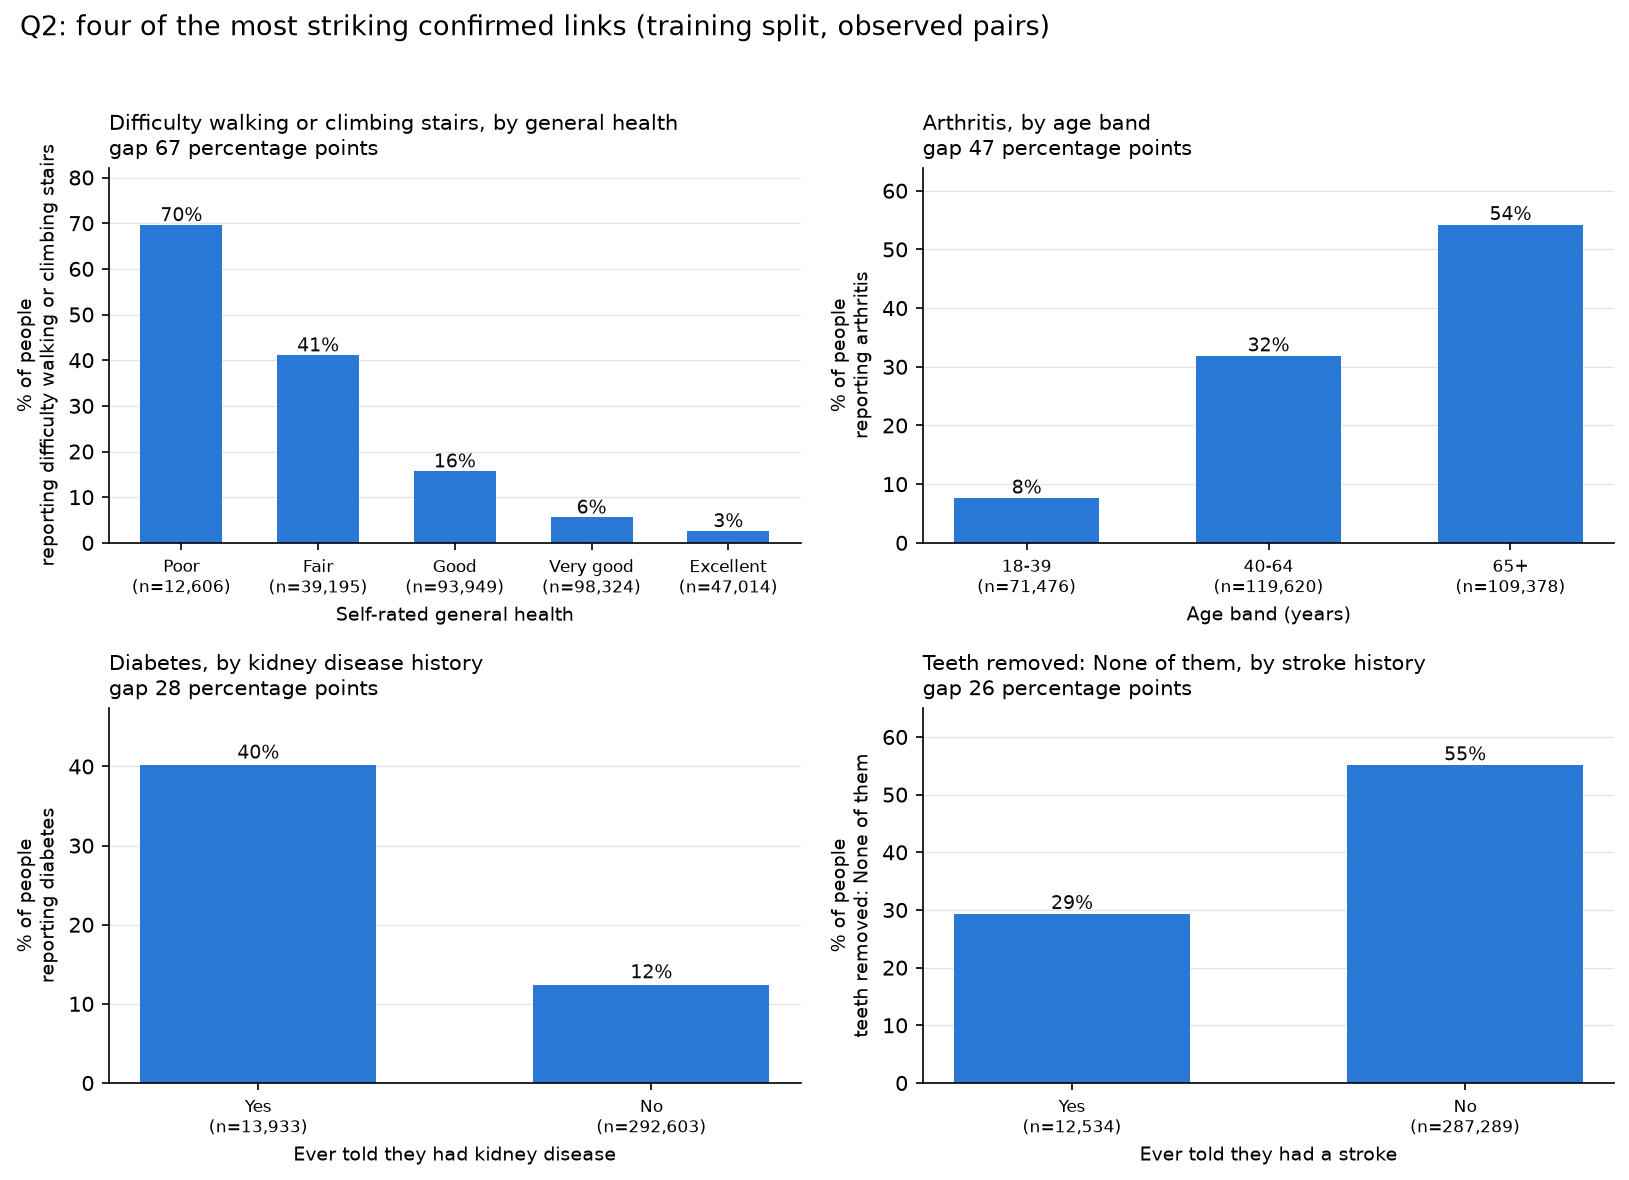 Q2: four of the most striking confirmed links (training split, observed pairs)
Difficulty walking or climbing stairs, by general health
gap 67 percentage points
% of people
reporting difficulty walking or climbing stairs
80
70
60
50
40
30
20
10
0
70%
41%
16%
6%
3%
Poor
(n=12,606)
Fair
(n=39,195)
Good
(n=93,949)
Very good
(n=98,324)
Excellent
(n=47,014)
Self-rated general health
Arthritis, by age band
gap 47 percentage points
% of people
reporting arthritis
60
50
40
30
20
10
0
8%
32%
54%
18-39
(n=71,476)
40-64
(n=119,620)
65+
(n=109,378)
Age band (years)
Diabetes, by kidney disease history
gap 28 percentage points
% of people
reporting diabetes
40
30
20
10
0
40%
12%
Yes
(n=13,933)
No
(n=292,603)
Ever told they had kidney disease
Teeth removed: None of them, by stroke history
gap 26 percentage points
% of people
teeth removed: None of them
60
50
40
30
20
10
0
29%
55%
Yes
(n=12,534)
No
(n=287,289)
Ever told they had a stroke